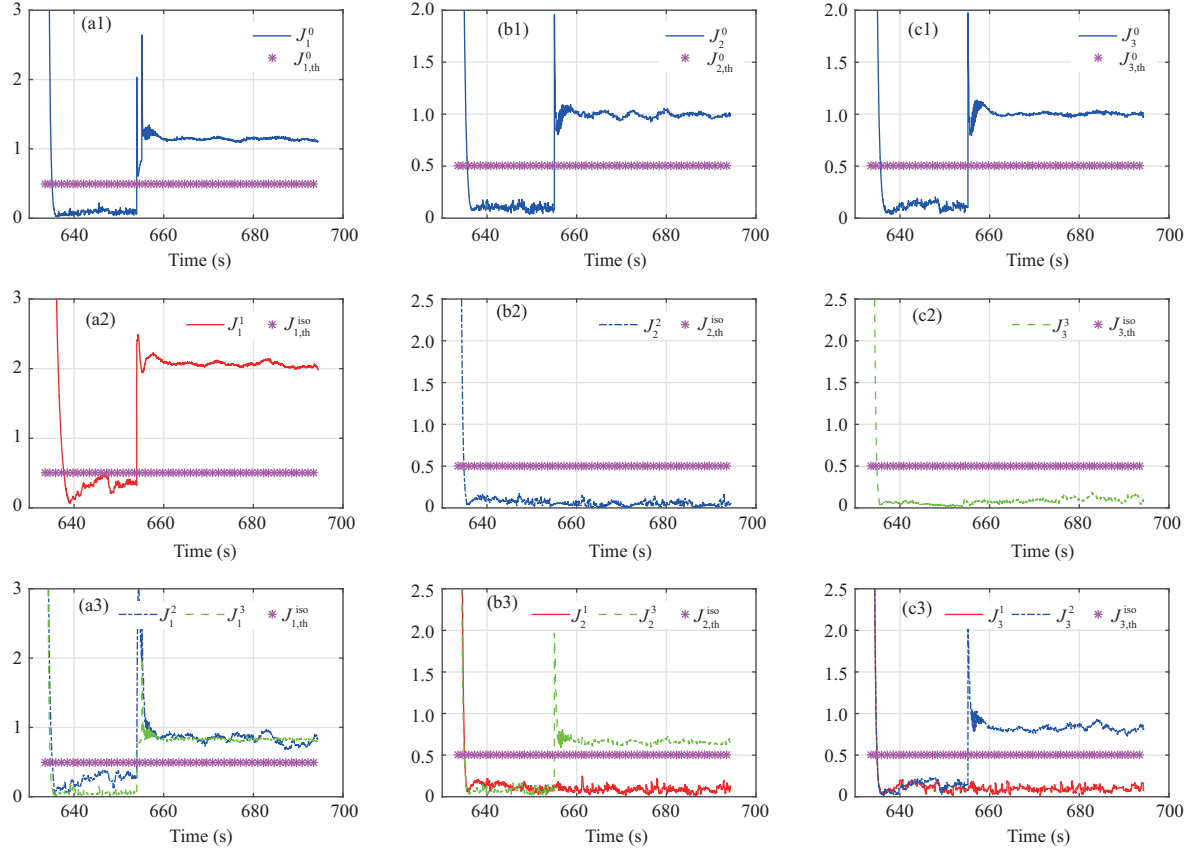 3
2
1
0
(a1)
J_1^0
J_{1,th}^0
640
660
680
700
Time (s)
2.0
1.5
1.0
0.5
0
(b1)
J_2^0
J_{2,th}^0
640
660
680
700
Time (s)
2.0
1.5
1.0
0.5
0
(c1)
J_3^0
J_{3,th}^0
640
660
680
700
Time (s)
3
2
1
0
(a2)
J_1^1 J_{1,th}^{iso}
640
660
680
700
Time (s)
2.5
2.0
1.5
1.0
0.5
0
(b2)
J_2^2 J_{2,th}^{iso}
640
660
680
700
Time (s)
2.5
2.0
1.5
1.0
0.5
0
(c2)
J_3^3 J_{3,th}^{iso}
640
660
680
700
Time (s)
3
2
1
0
(a3)
J_1^2 J_1^3 J_{1,th}^{iso}
640
660
680
700
Time (s)
2.5
2.0
1.5
1.0
0.5
0
(b3)
J_2^1 J_2^3 J_{2,th}^{iso}
640
660
680
700
Time (s)
2.5
2.0
1.5
1.0
0.5
0
(c3)
J_3^1 J_3^2 J_{3,th}^{iso}
640
660
680
700
Time (s)